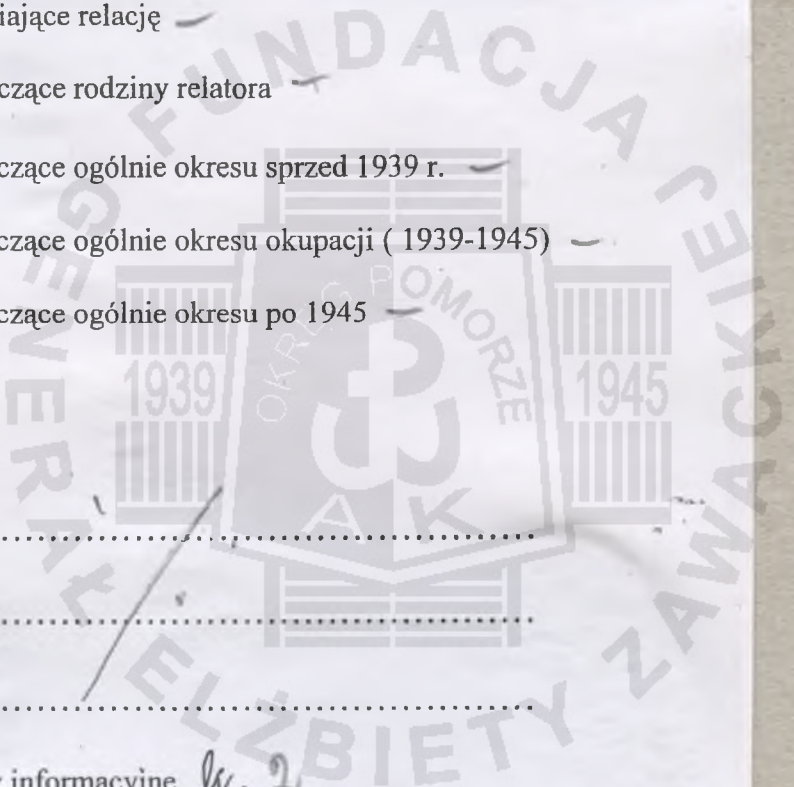 iające relację —
czące rodziny relatora —
czące ogólnie okresu sprzed 1939 r. —
czące ogólnie okresu okupacji ( 1939-1945) —
czące ogólnie okresu po 1945 —
........................................
........................................
........................................
informacyjne k. 2
FUNDACJA GENERAŁ ELŻBIETY ZAWACKIEJ
OKRĘG POMORZE
1939
1945
AK